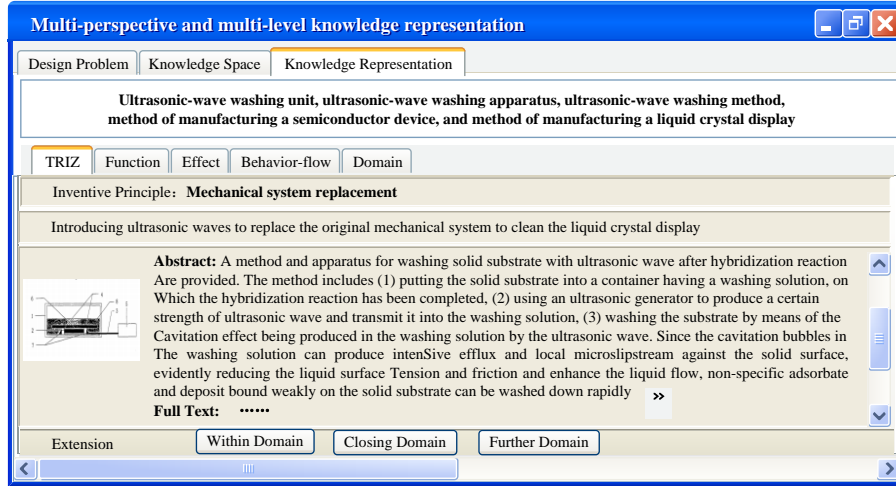 Multi-perspective and multi-level knowledge representation
Design Problem Knowledge Space Knowledge Representation
Ultrasonic-wave washing unit, ultrasonic-wave washing apparatus, ultrasonic-wave washing method,
method of manufacturing a semiconductor device, and method of manufacturing a liquid crystal display
TRIZ Function Effect Behavior-flow Domain
Inventive Principle: Mechanical system replacement
Introducing ultrasonic waves to replace the original mechanical system to clean the liquid crystal display
Abstract: A method and apparatus for washing solid substrate with ultrasonic wave after hybridization reaction
Are provided. The method includes (1) putting the solid substrate into a container having a washing solution, on
Which the hybridization reaction has been completed, (2) using an ultrasonic generator to produce a certain
strength of ultrasonic wave and transmit it into the washing solution, (3) washing the substrate by means of the
Cavitation effect being produced in the washing solution by the ultrasonic wave. Since the cavitation bubbles in
The washing solution can produce intenSive efflux and local microslipstream against the solid surface,
evidently reducing the liquid surface Tension and friction and enhance the liquid flow, non-specific adsorbate
and deposit bound weakly on the solid substrate can be washed down rapidly »
Full Text: ······
Extension Within Domain Closing Domain Further Domain